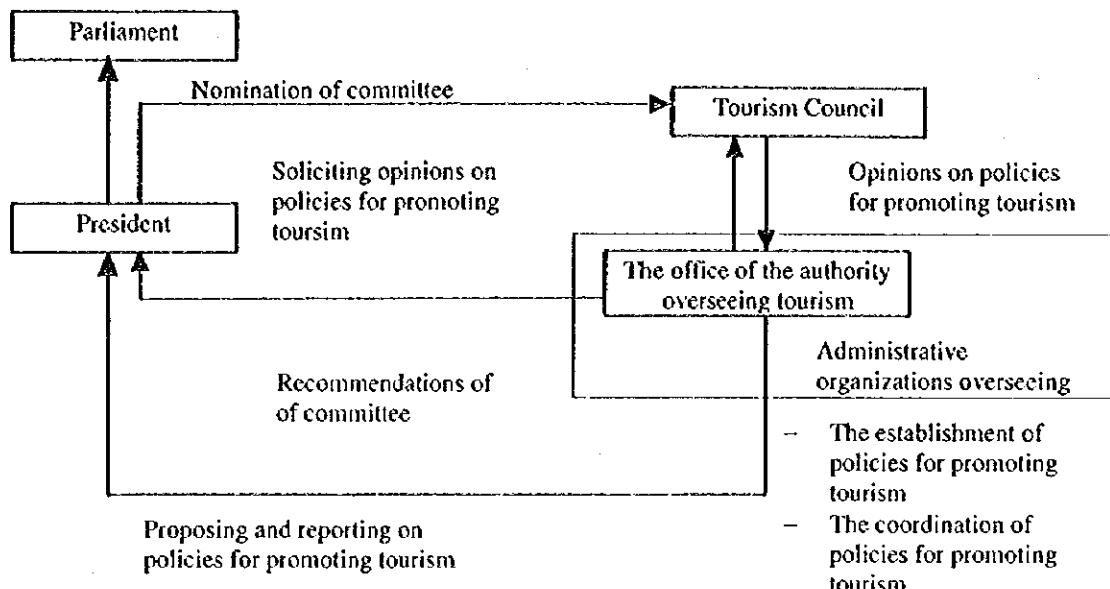 Parliament
Nomination of committee
Tourism Council
Soliciting opinions on
policies for promoting
toursim
Opinions on policies
for promoting tourism
President
The office of the authority
overseeing tourism
Administrative
organizations overseeing
Recommendations of
of committee
– The establishment of
policies for promoting
tourism
– The coordination of
policies for promoting
tourism
Proposing and reporting on
policies for promoting tourism